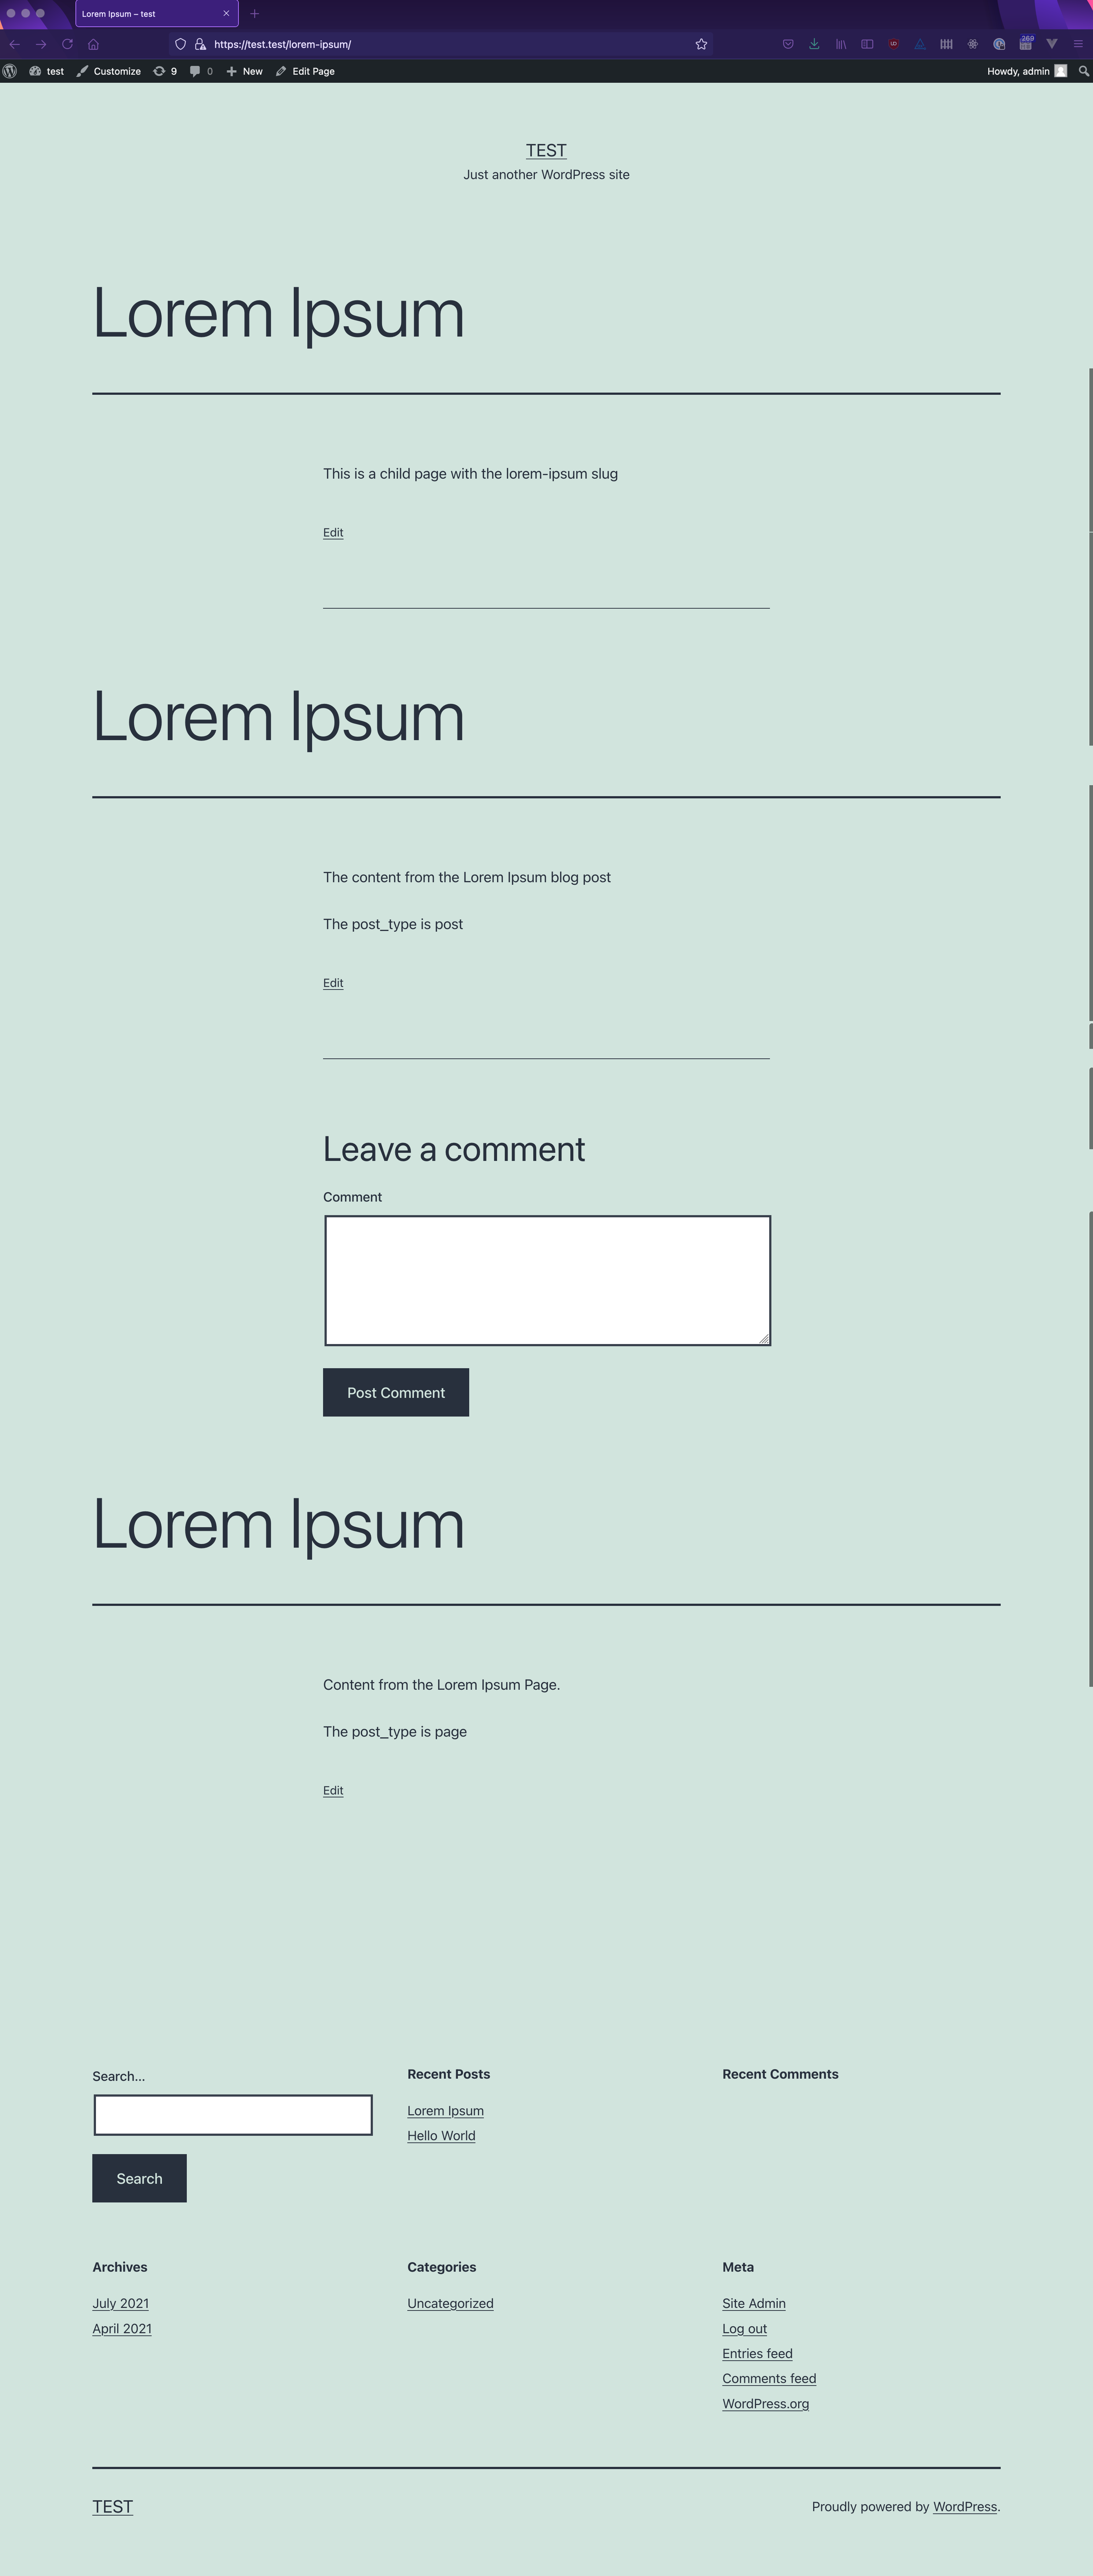 Lorem Ipsum – test
https://test.test/lorem-ipsum/
269
test Customize 9 0 New Edit Page Howdy, admin
TEST
Just another WordPress site
Lorem Ipsum
This is a child page with the lorem-ipsum slug
Edit
Lorem Ipsum
The content from the Lorem Ipsum blog post
The post_type is post
Edit
Leave a comment
Comment
Post Comment
Lorem Ipsum
Content from the Lorem Ipsum Page.
The post_type is page
Edit
Search…
Search
Recent Posts
Lorem Ipsum
Hello World
Recent Comments
Archives
July 2021
April 2021
Categories
Uncategorized
Meta
Site Admin
Log out
Entries feed
Comments feed
WordPress.org
TEST
Proudly powered by WordPress.